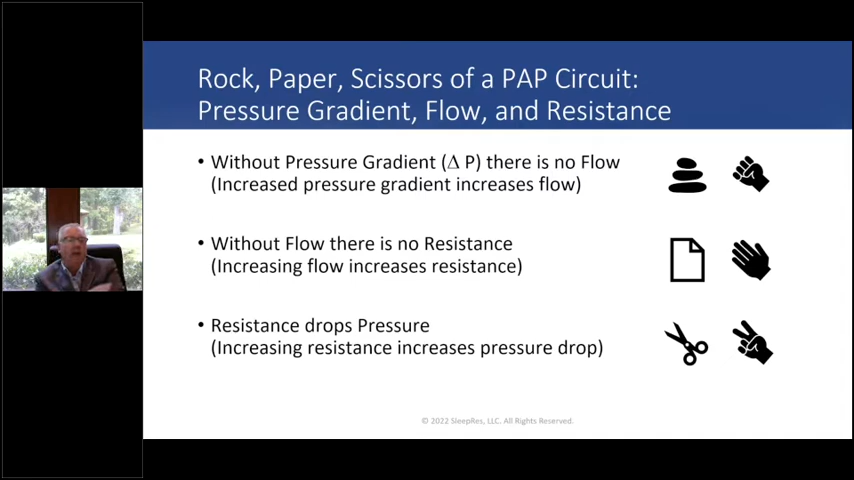 Rock, Paper, Scissors of a PAP Circuit:
Pressure Gradient, Flow, and Resistance
• Without Pressure Gradient (Δ P) there is no Flow
(Increased pressure gradient increases flow)
• Without Flow there is no Resistance
(Increasing flow increases resistance)
• Resistance drops Pressure
(Increasing resistance increases pressure drop)
© 2022 SleepRes, LLC. All Rights Reserved.